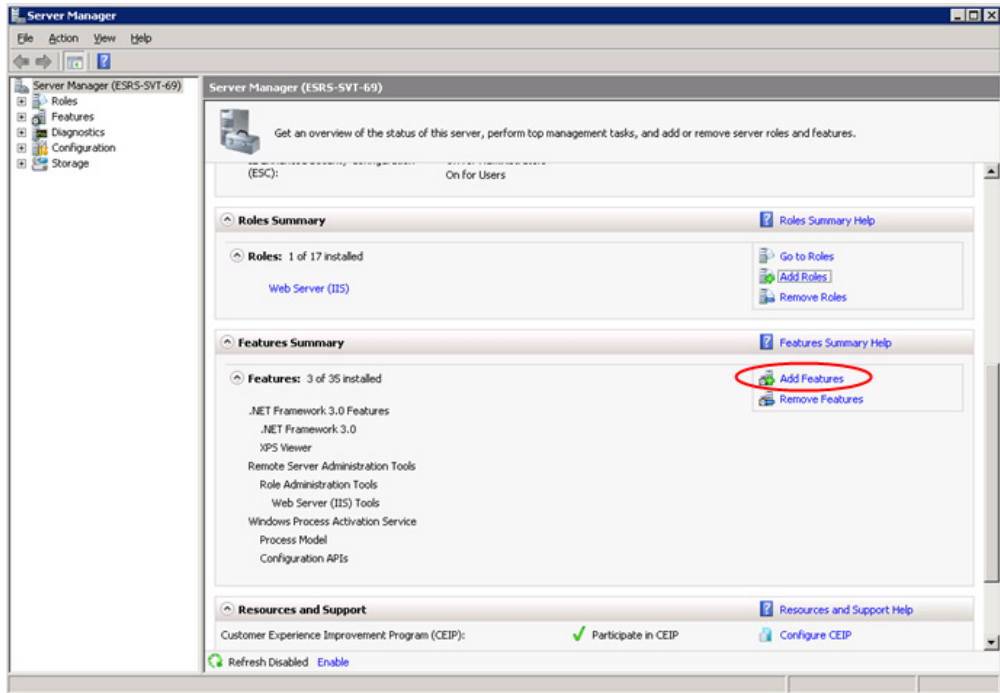 Server Manager
File Action View Help
Server Manager (ESRS-SVT-69)
Roles
Features
Diagnostics
Configuration
Storage
Server Manager (ESRS-SVT-69)
Get an overview of the status of this server, perform top management tasks, and add or remove server roles and features.
(ESC):
On for Users
Roles Summary
Roles Summary Help
Roles: 1 of 17 installed
Go to Roles
Web Server (IIS)
Add Roles
Remove Roles
Features Summary
Features Summary Help
Features: 3 of 35 installed
Add Features
Remove Features
.NET Framework 3.0 Features
.NET Framework 3.0
XPS Viewer
Remote Server Administration Tools
Role Administration Tools
Web Server (IIS) Tools
Windows Process Activation Service
Process Model
Configuration APIs
Resources and Support
Resources and Support Help
Customer Experience Improvement Program (CEIP):
Participate in CEIP
Configure CEIP
Refresh Disabled Enable